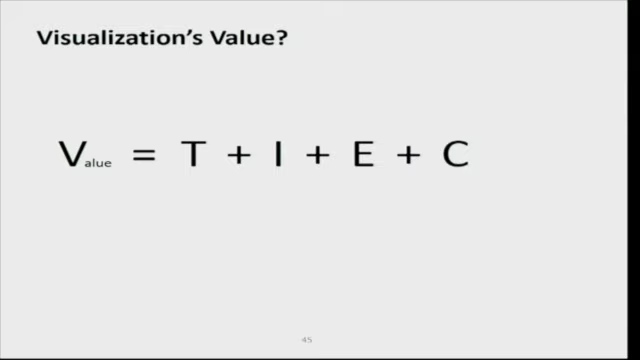 Visualization's Value?
Value = T + I + E + C
45